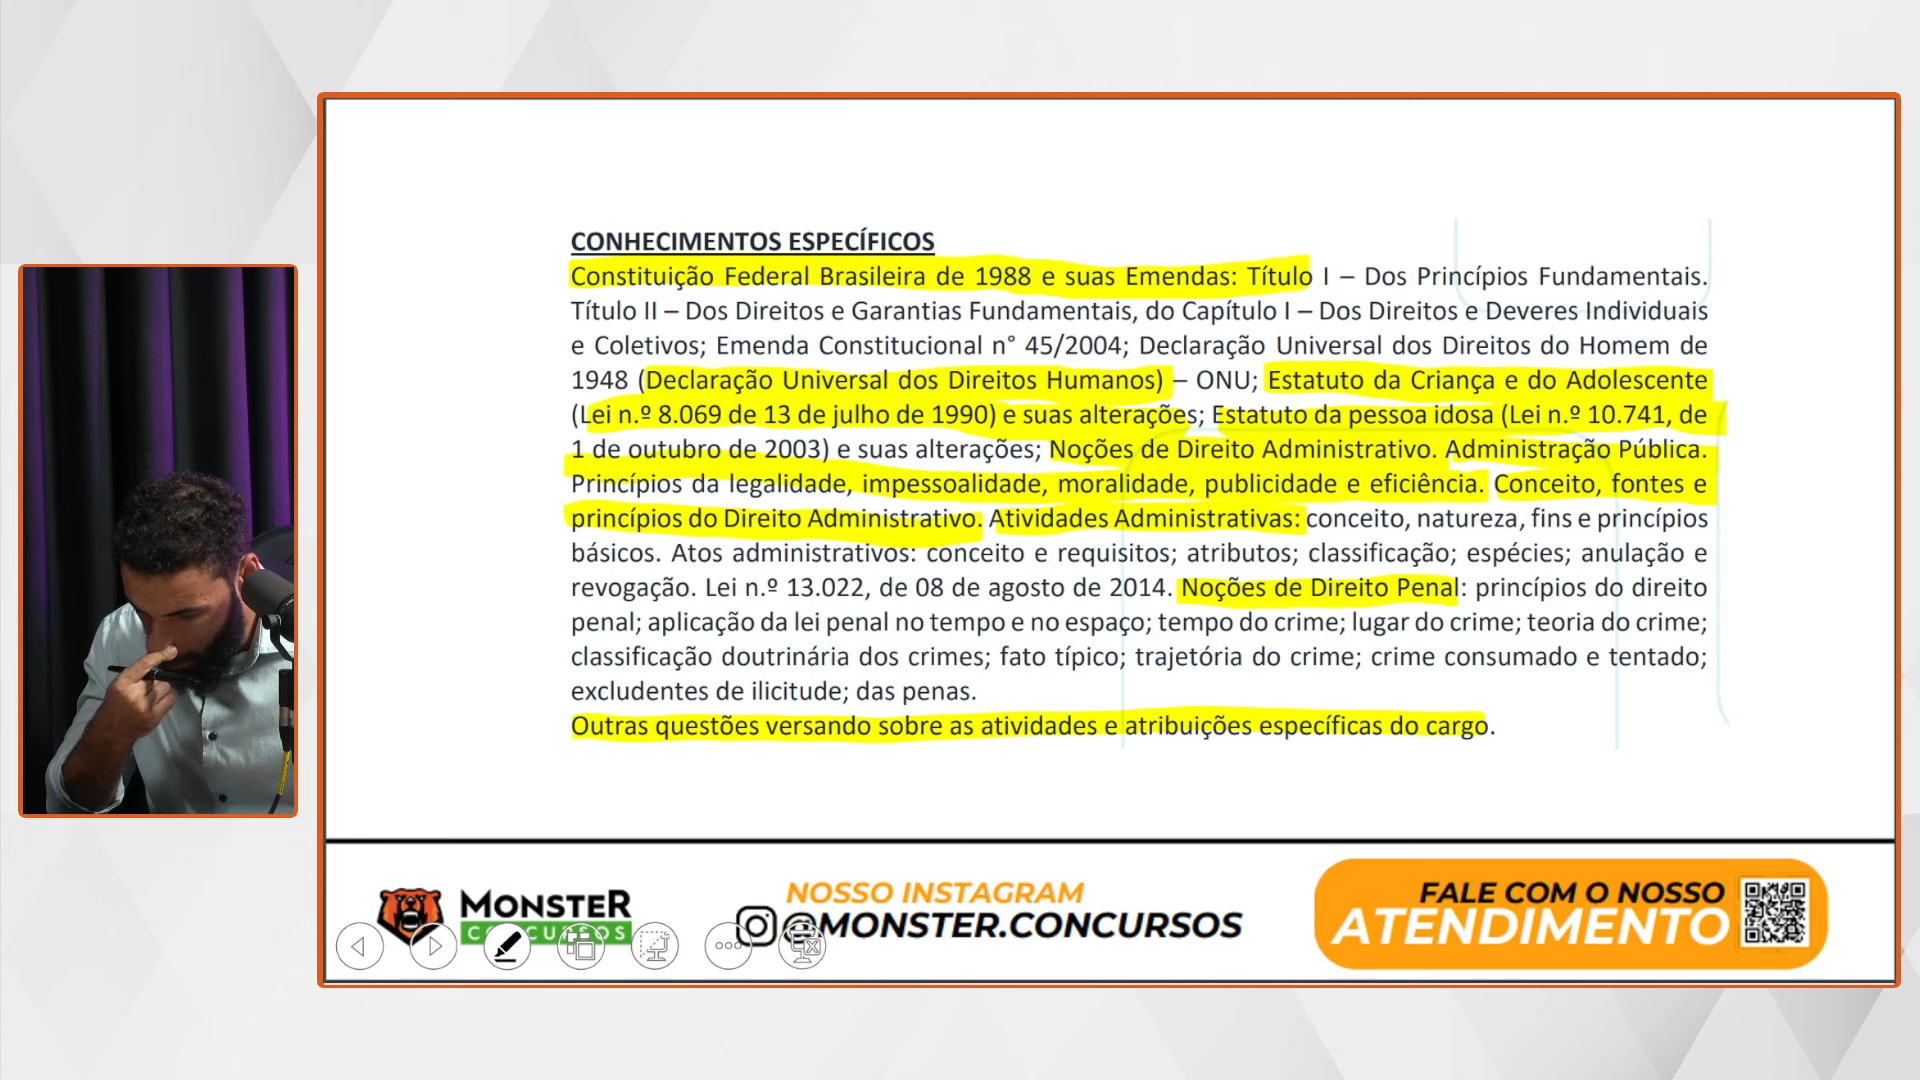 CONHECIMENTOS ESPECÍFICOS
Constituição Federal Brasileira de 1988 e suas Emendas: Título I – Dos Princípios Fundamentais.
Título II – Dos Direitos e Garantias Fundamentais, do Capítulo I – Dos Direitos e Deveres Individuais
e Coletivos; Emenda Constitucional n° 45/2004; Declaração Universal dos Direitos do Homem de
1948 (Declaração Universal dos Direitos Humanos) – ONU; Estatuto da Criança e do Adolescente
(Lei n.º 8.069 de 13 de julho de 1990) e suas alterações; Estatuto da pessoa idosa (Lei n.º 10.741, de
1 de outubro de 2003) e suas alterações; Noções de Direito Administrativo. Administração Pública.
Princípios da legalidade, impessoalidade, moralidade, publicidade e eficiência. Conceito, fontes e
princípios do Direito Administrativo. Atividades Administrativas: conceito, natureza, fins e princípios
básicos. Atos administrativos: conceito e requisitos; atributos; classificação; espécies; anulação e
revogação. Lei n.º 13.022, de 08 de agosto de 2014. Noções de Direito Penal: princípios do direito
penal; aplicação da lei penal no tempo e no espaço; tempo do crime; lugar do crime; teoria do crime;
classificação doutrinária dos crimes; fato típico; trajetória do crime; crime consumado e tentado;
excludentes de ilicitude; das penas.
Outras questões versando sobre as atividades e atribuições específicas do cargo.
MONSTER
CONCURSOS
NOSSO INSTAGRAM
@MONSTER.CONCURSOS
FALE COM O NOSSO
ATENDIMENTO